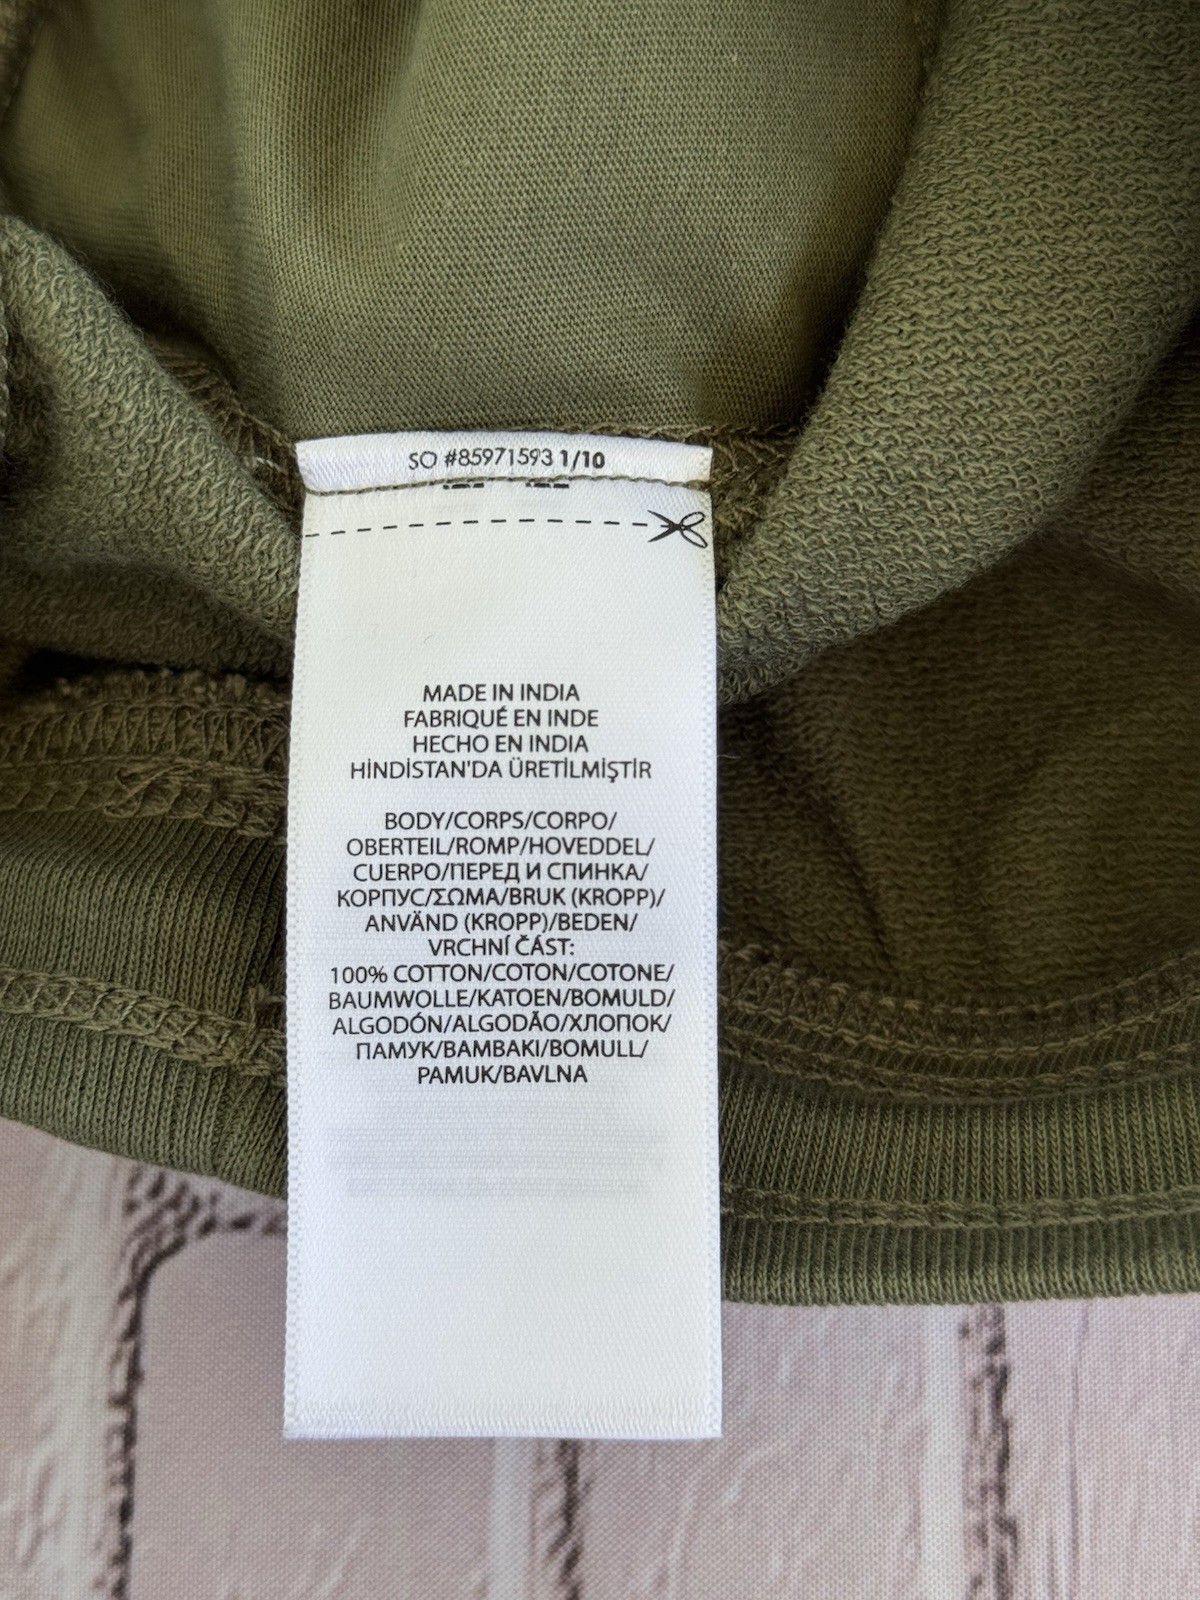 SO #85971593 1/10
MADE IN INDIA
FABRIQUÉ EN INDE
HECHO EN INDIA
HİNDİSTAN'DA ÜRETİLMİŞTİR
BODY/CORPS/CORPO/
OBERTEIL/ROMP/HOVEDDEL/
CUERPO/ПЕРЕД И СПИНКА/
КОРПУС/ΣΩΜΑ/BRUK (KROPP)/
ANVÄND (KROPP)/BEDEN/
VRCHNÍ ČÁST:
100% COTTON/COTON/COTONE/
BAUMWOLLE/KATOEN/BOMULD/
ALGODÓN/ALGODÃO/ХЛОПОК/
ПАМУК/BAMBAKI/BOMULL/
PAMUK/BAVLNA